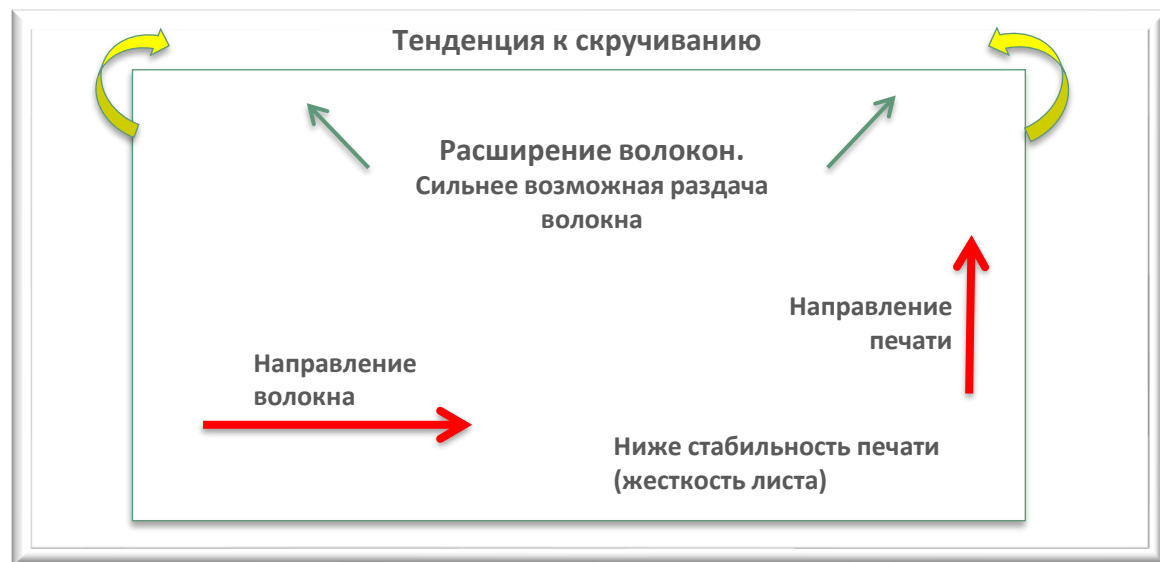 Тенденция к скручиванию
Расширение волокон.
Сильнее возможная раздача
волокна
Направление
печати
Направление
волокна
Ниже стабильность печати
(жесткость листа)